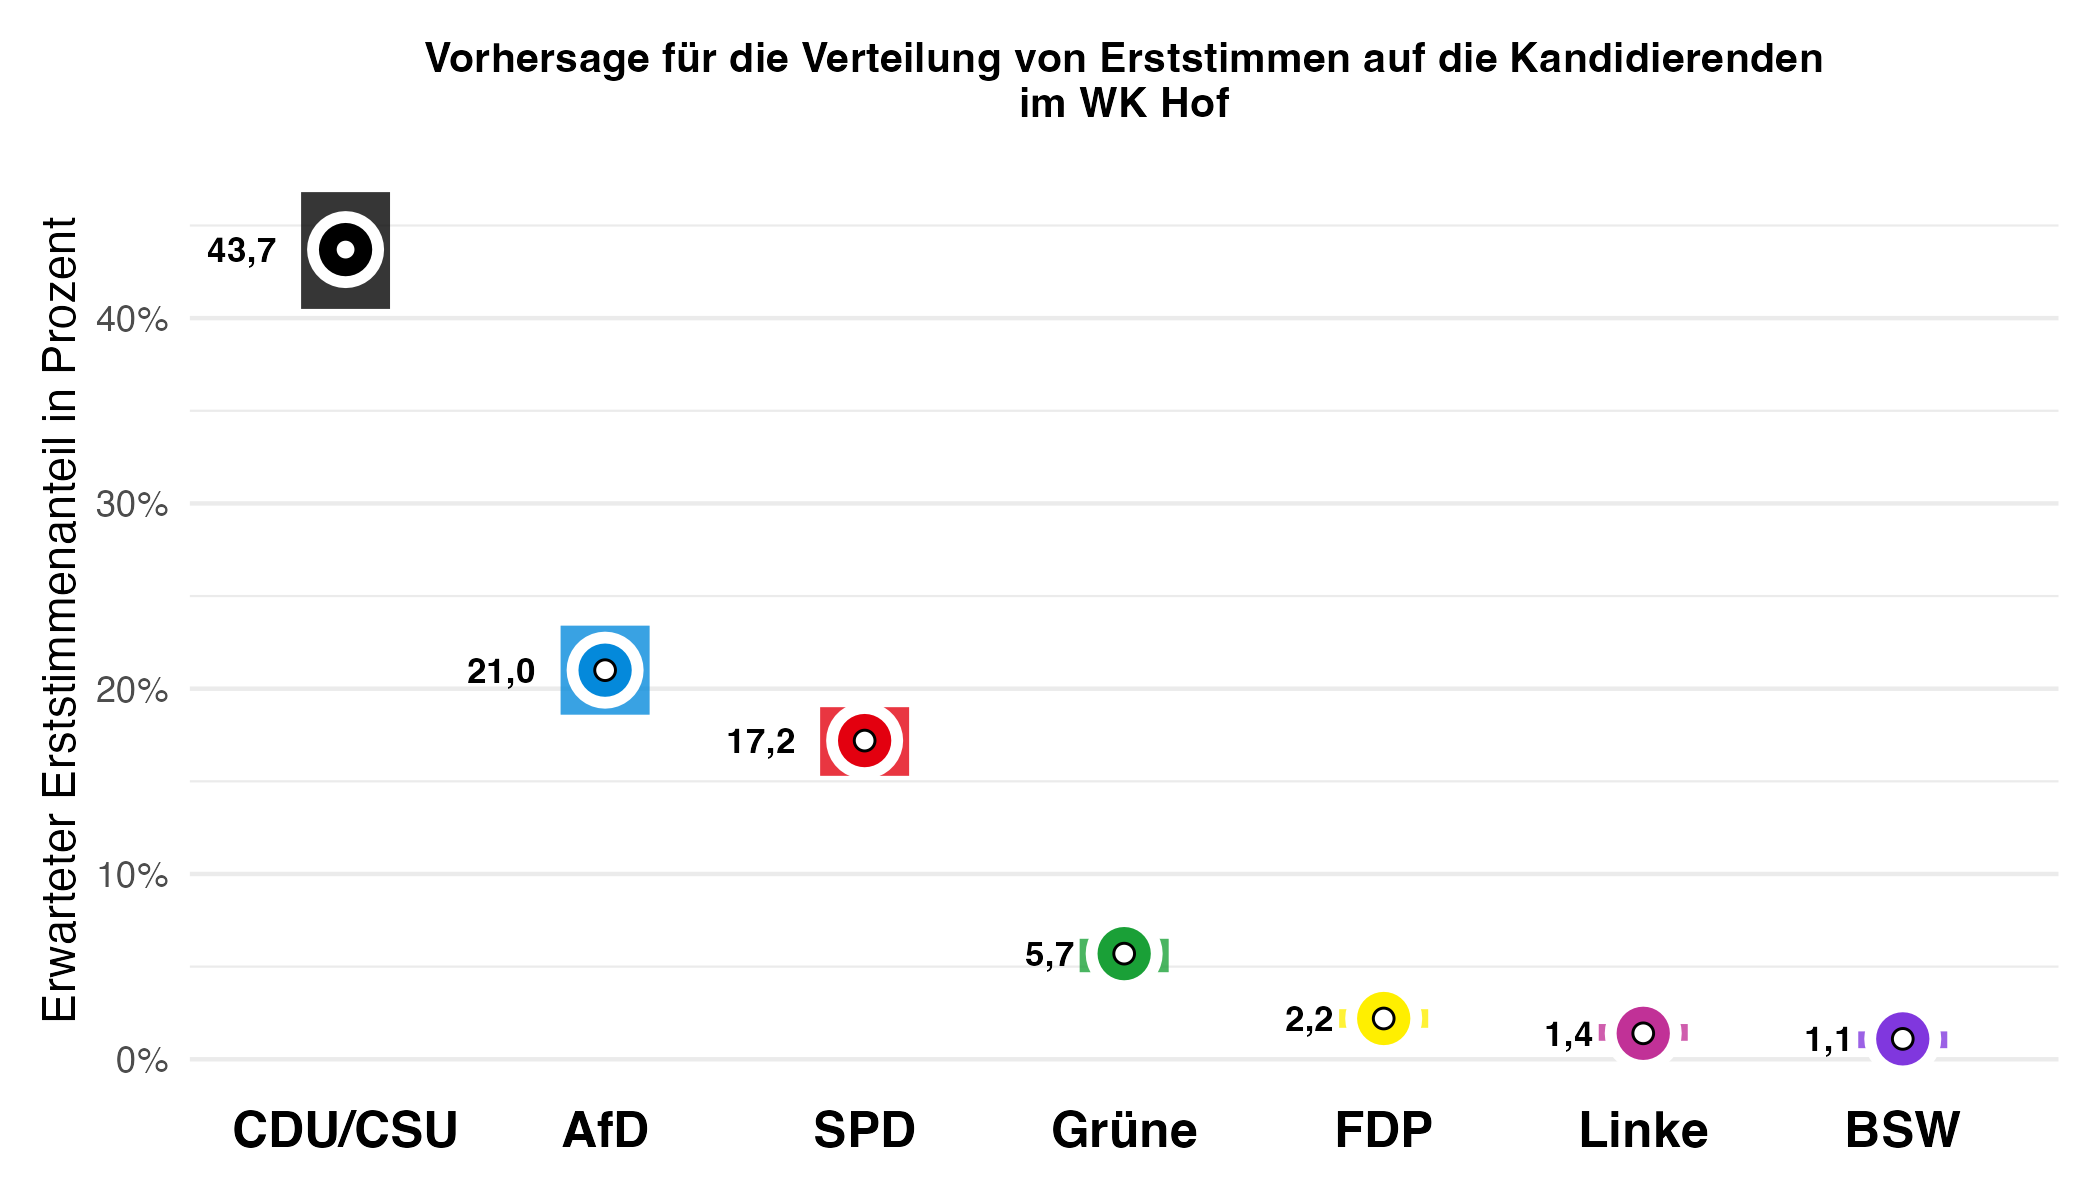 Vorhersage für die Verteilung von Erststimmen auf die Kandidierenden
im WK Hof
Erwarteter Erststimmenanteil in Prozent
40%
30%
20%
10%
0%
43,7
21,0
17,2
5,7
2,2
1,4
1,1
CDU/CSU
AfD
SPD
Grüne
FDP
Linke
BSW